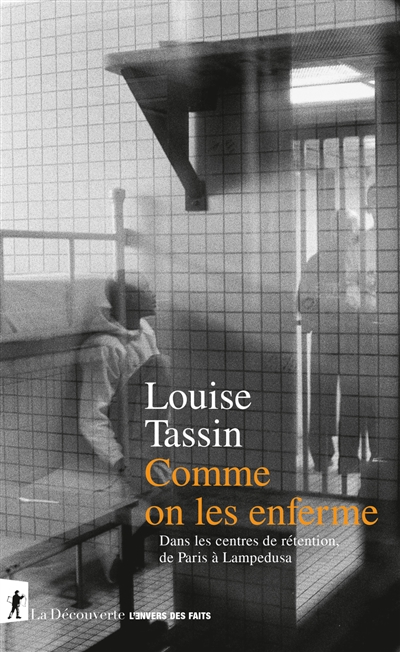 Louise
Tassin
Comme
on les enferme
Dans les centres de rétention,
de Paris à Lampedusa
La Découverte L'ENVERS DES FAITS